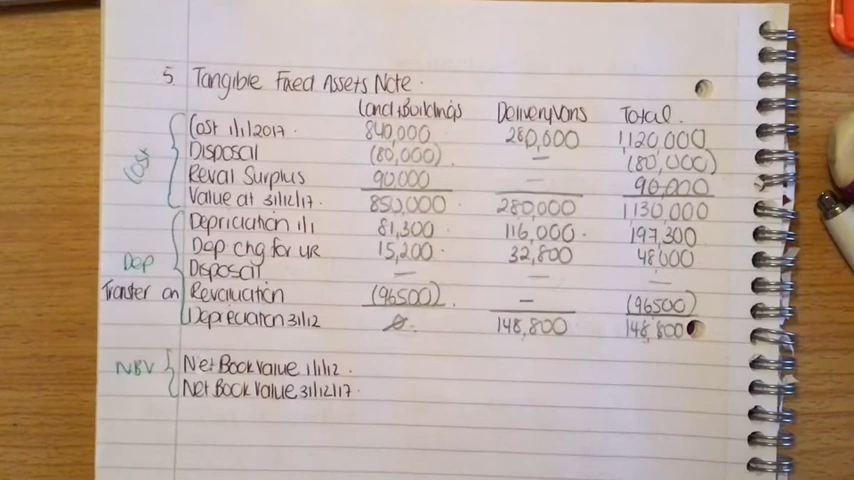 5. Tangible Fixed Assets Note.
Land & Buildings Delivery Vans Total.
Cost 1/1/2017. 840,000 280,000 1,120,000
Disposal (80,000). — (80,000)
Reval Surplus 90,000 — 90,000
Value at 31/12/17. 850,000 280,000 1,130,000
Cost
Depriciation 1/1 81,300 116,000. 197,300
Dep chg for YR 15,200. 32,800 48,000
Dep Disposal — — —
Transfer on Revaluation (96500). — (96500)
Depreciation 31/12 0. 148,800 148,800
NBV Net Book Value 1/1/12.
Net Book Value 31/12/17.